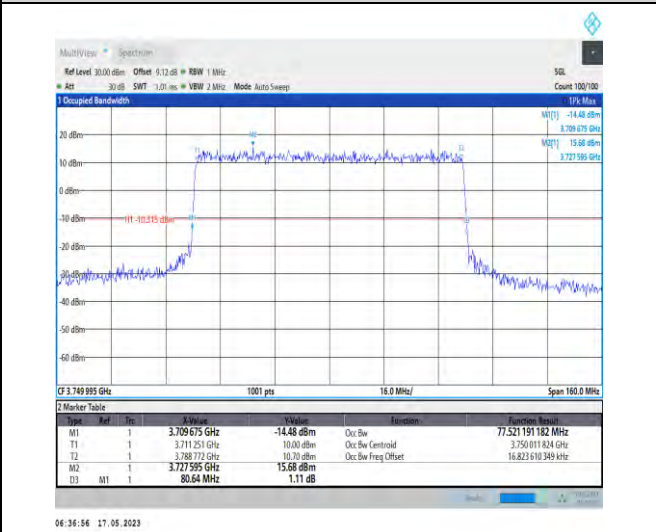 MultiView Spectrum
Ref Level 30.00 dBm Offset 9.12 dB RBW 1 MHz SGL
Att 30 dB SWT 1.01 ms VBW 2 MHz Mode Auto Sweep Count 100/100
1 Occupied Bandwidth 1Pk Max
M1[1] -14.48 dBm
3.709 675 GHz
M2[1] 15.68 dBm
3.727 595 GHz
20 dBm
M2
T1
T2
10 dBm
0 dBm
-10 dBm
H1 -10.315 dBm
M1
-20 dBm
-30 dBm
-40 dBm
-50 dBm
-60 dBm
CF 3.749 995 GHz 1001 pts 16.0 MHz/ Span 160.0 MHz
2 Marker Table
Type Ref Trc X-Value Y-Value Function Function Result
M1 1 3.709 675 GHz -14.48 dBm Occ Bw 77.521 191 182 MHz
T1 1 3.711 251 GHz 10.00 dBm Occ Bw Centroid 3.750 011 824 GHz
T2 1 3.788 772 GHz 10.70 dBm Occ Bw Freq Offset 16.823 610 349 kHz
M2 1 3.727 595 GHz 15.68 dBm
D3 M1 1 80.64 MHz 1.11 dB
06:36:56 17.05.2023